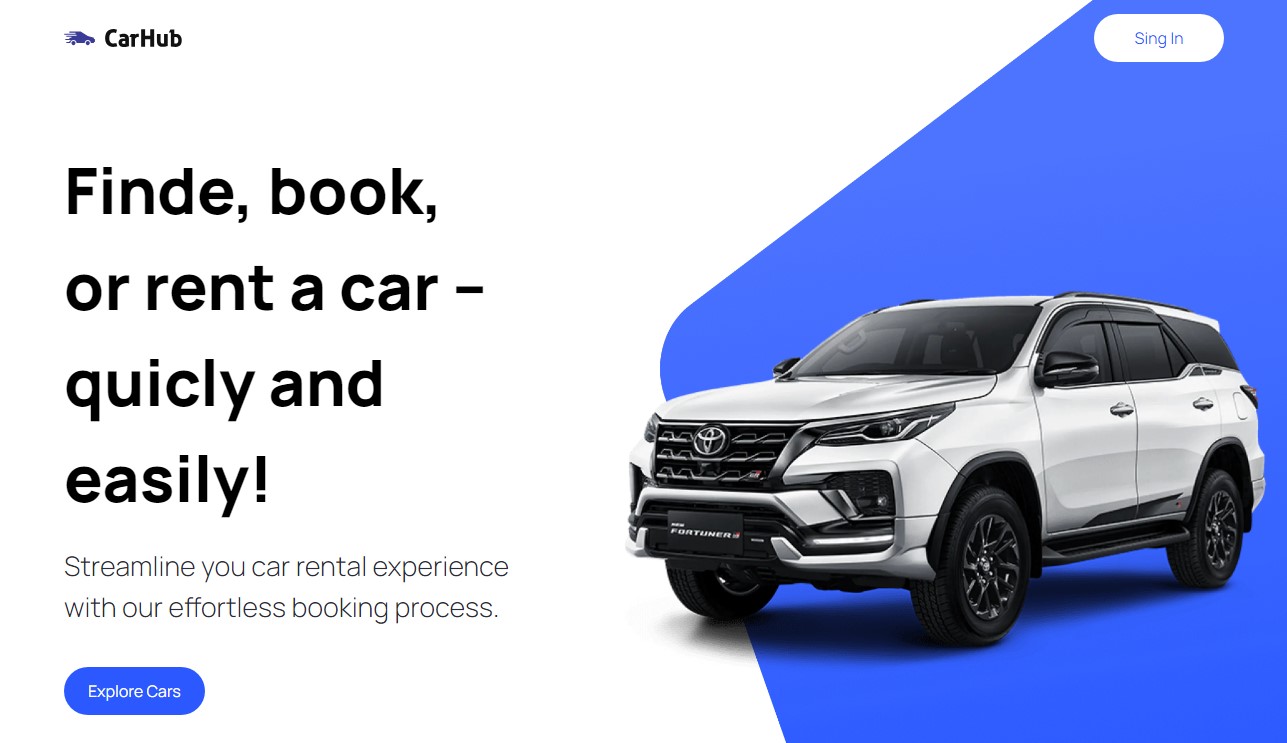 CarHub
Sing In
Finde, book,
or rent a car –
quicly and
easily!
Streamline you car rental experience
with our effortless booking process.
Explore Cars
NEW
FORTUNER